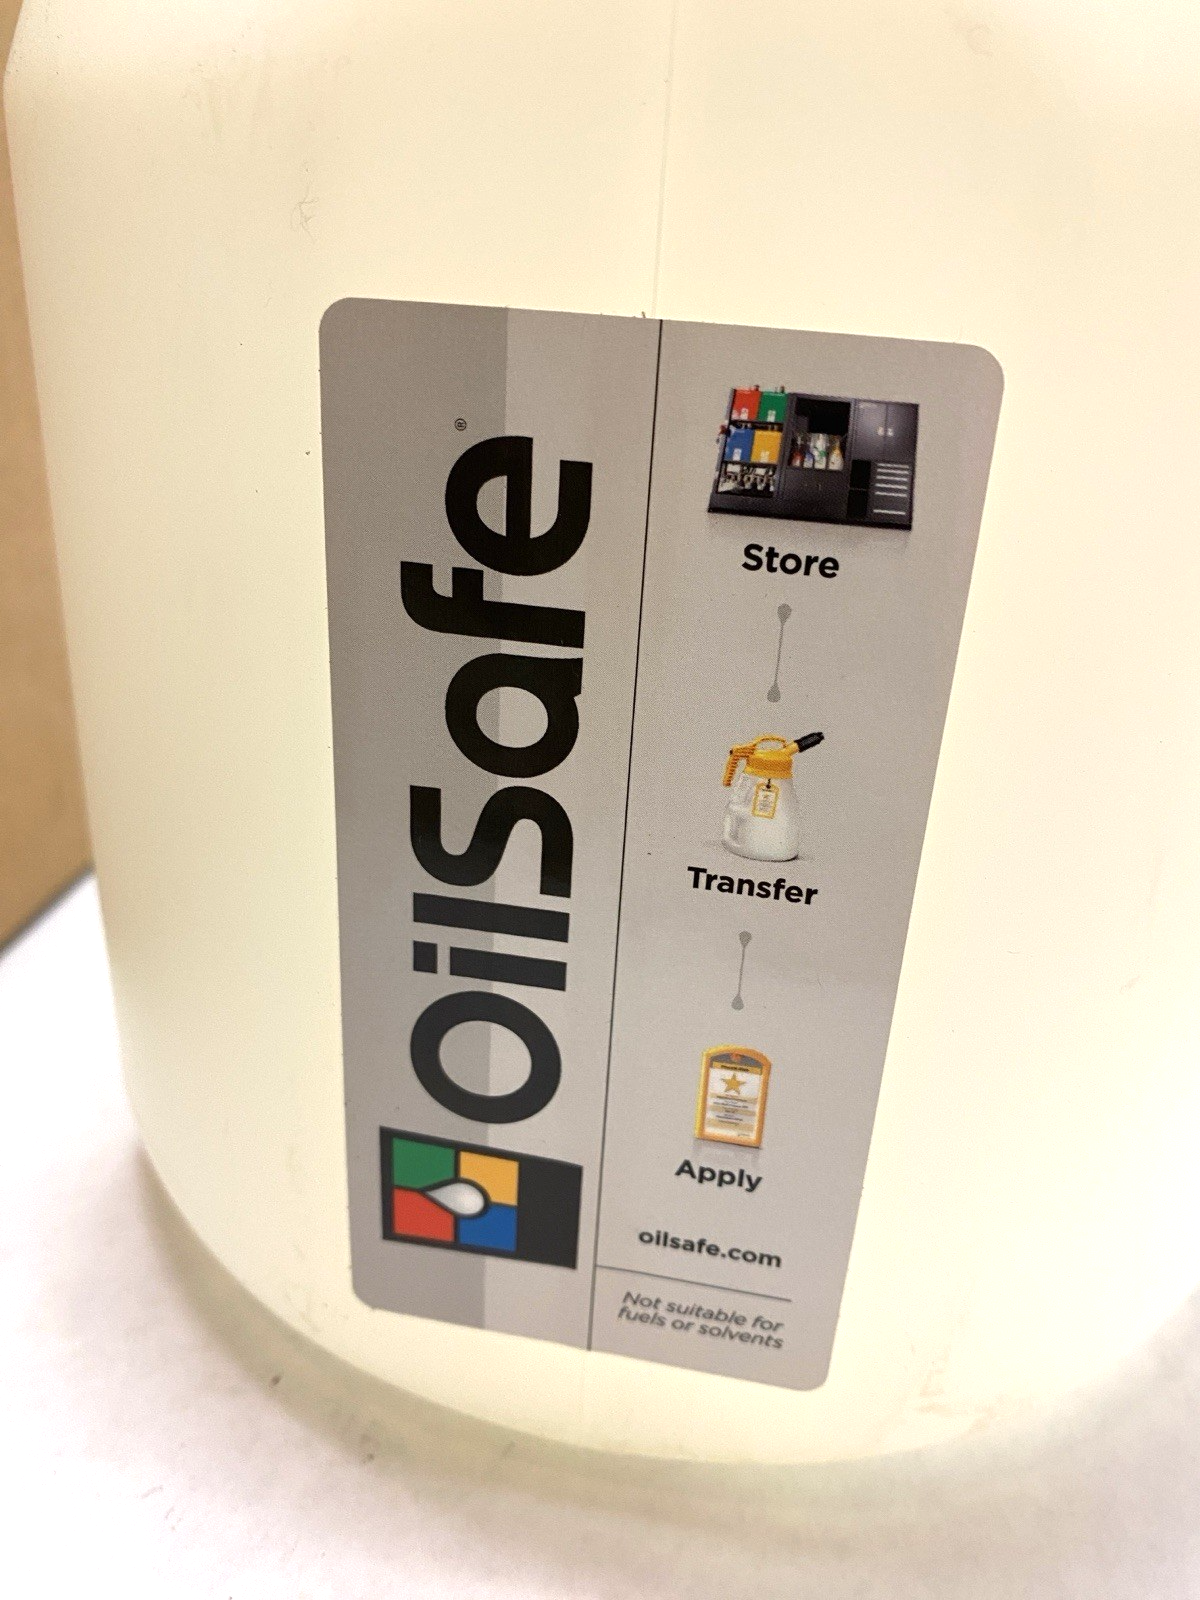 OilSafe®
Store
Transfer
Apply
oilsafe.com
Not suitable for
fuels or solvents